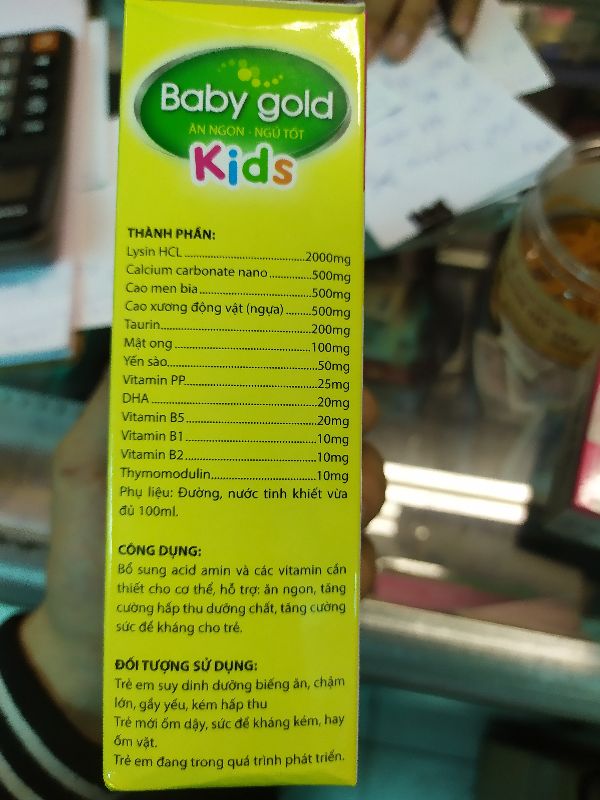 Baby gold
ĂN NGON - NGỦ TỐT
Kids
THÀNH PHẦN:
Lysin HCL..............................2000mg
Calcium carbonate nano...........500mg
Cao men bia............................500mg
Cao xương động vật (ngựa).......500mg
Taurin.....................................200mg
Mật ong..................................100mg
Yến sào.....................................50mg
Vitamin PP.................................25mg
DHA..........................................20mg
Vitamin B5.................................20mg
Vitamin B1.................................10mg
Vitamin B2.................................10mg
Thymomodulin...........................10mg
Phụ liệu: Đường, nước tinh khiết vừa
đủ 100ml.
CÔNG DỤNG:
Bổ sung acid amin và các vitamin cần
thiết cho cơ thể, hỗ trợ: ăn ngon, tăng
cường hấp thu dưỡng chất, tăng cường
sức đề kháng cho trẻ.
ĐỐI TƯỢNG SỬ DỤNG:
Trẻ em suy dinh dưỡng biếng ăn, chậm
lớn, gầy yếu, kém hấp thu
Trẻ mới ốm dậy, sức đề kháng kém, hay
ốm vặt.
Trẻ em đang trong quá trình phát triển.